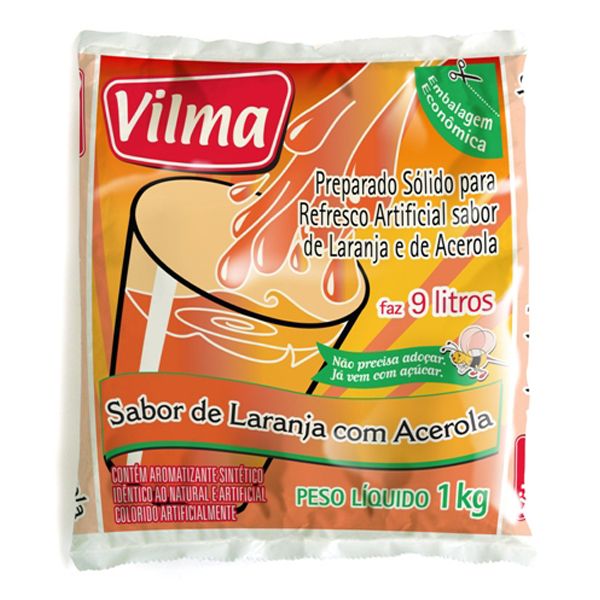 Vilma
Embalagem
Econômica
Preparado Sólido para
Refresco Artificial sabor
de Laranja e de Acerola
faz 9 litros
Não precisa adoçar.
Já vem com açúcar.
Sabor de Laranja com Acerola
CONTÉM AROMATIZANTE SINTÉTICO
IDÊNTICO AO NATURAL E ARTIFICIAL
COLORIDO ARTIFICIALMENTE
PESO LÍQUIDO 1 kg